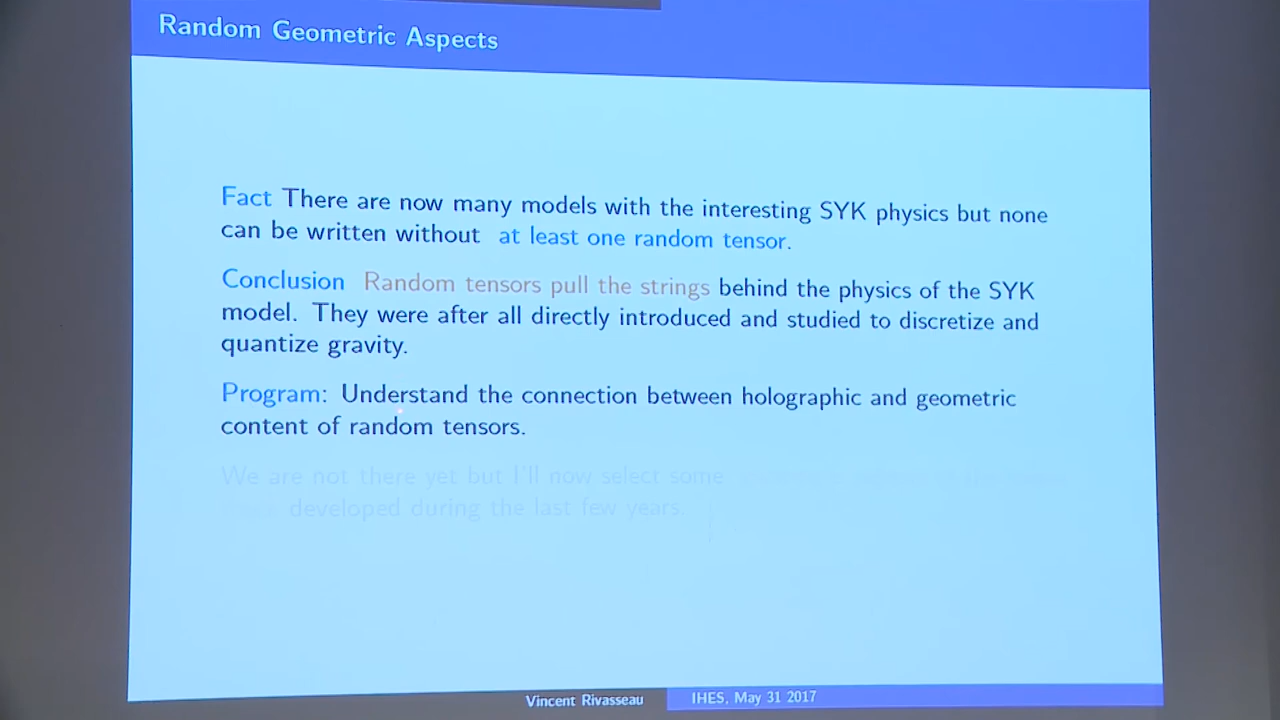 Random Geometric Aspects
Fact There are now many models with the interesting SYK physics but none
can be written without at least one random tensor.
Conclusion Random tensors pull the strings behind the physics of the SYK
model. They were after all directly introduced and studied to discretize and
quantize gravity.
Program: Understand the connection between holographic and geometric
content of random tensors.
We are not there yet but I'll now select some
developed during the last few years.
Vincent Rivasseau
IHES, May 31 2017